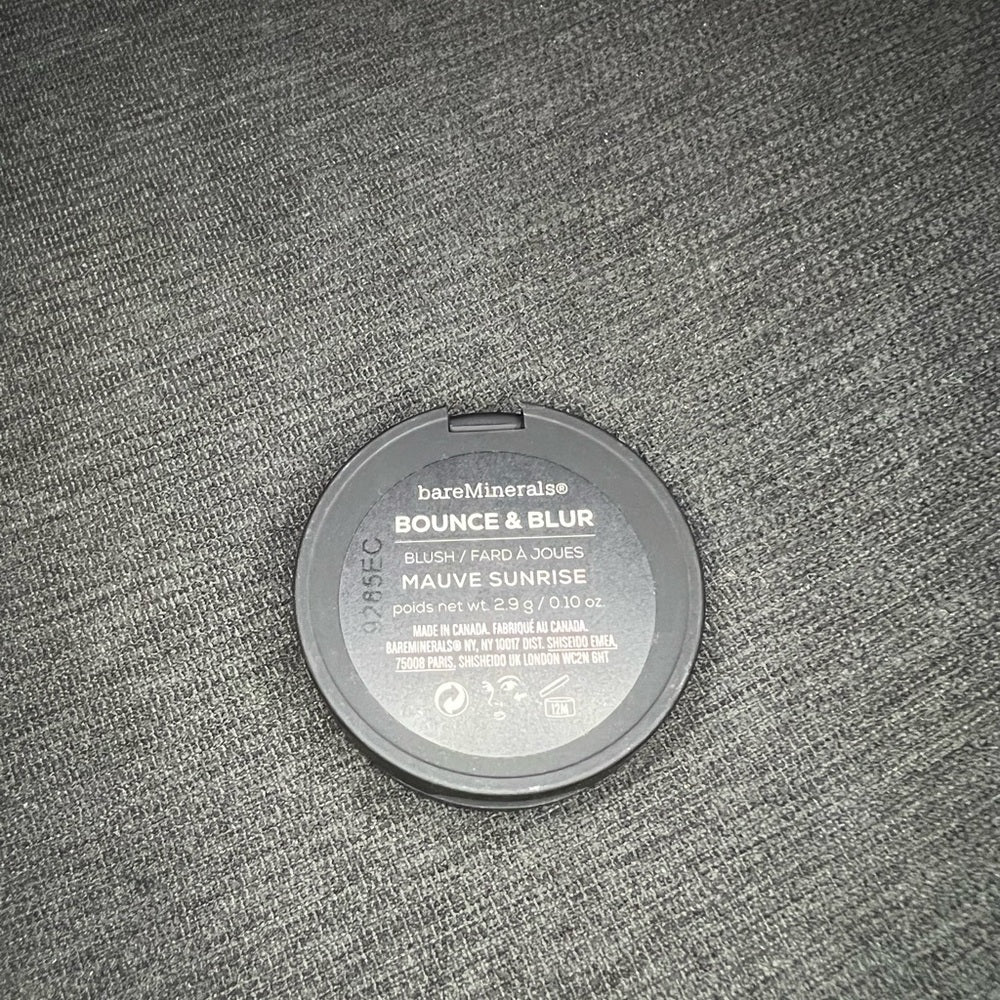 bareMinerals®
BOUNCE & BLUR
BLUSH / FARD À JOUES
MAUVE SUNRISE
poids net wt. 2.9 g / 0.10 oz.
MADE IN CANADA. FABRIQUÉ AU CANADA.
BAREMINERALS® NY, NY 10017 DIST. SHISEIDO EMEA,
75008 PARIS, SHISHEIDO UK LONDON WC2N 6HT
12M
9285EC